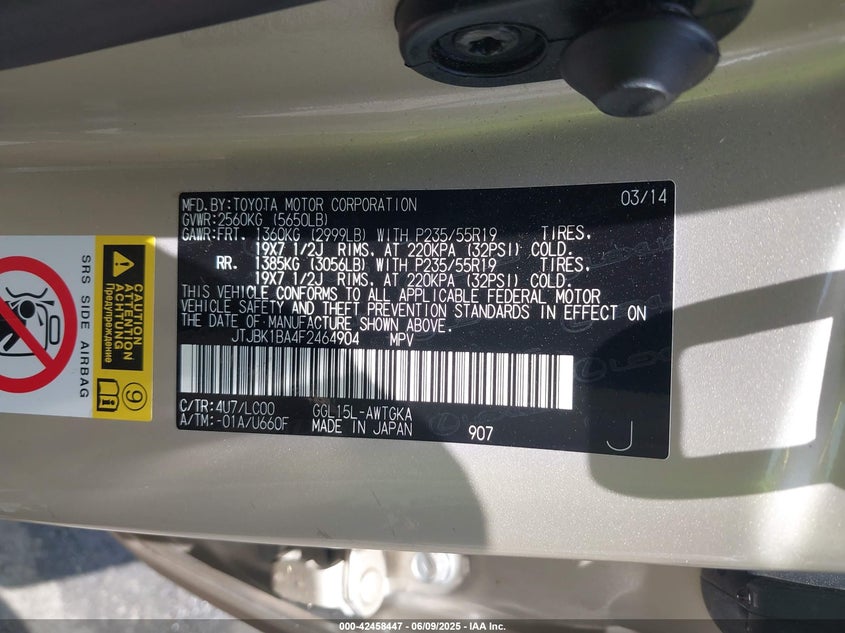 MFD.BY:TOYOTA MOTOR CORPORATION 03/14
GVWR:2560KG (5650LB)
GAWR:FRT. 1360KG (2999LB) WITH P235/55R19 TIRES.
19X7 1/2J RIMS, AT 220KPA (32PSI) COLD.
RR. 1385KG (3056LB) WITH P235/55R19 TIRES.
19X7 1/2J RIMS, AT 220KPA (32PSI) COLD.
THIS VEHICLE CONFORMS TO ALL APPLICABLE FEDERAL MOTOR
VEHICLE SAFETY AND THEFT PREVENTION STANDARDS IN EFFECT ON
THE DATE OF MANUFACTURE SHOWN ABOVE.
JTJBK1BA4F2464904 MPV
C/TR:4U7/LC00 GGL15L-AWTGKA
A/TM:-01A/U660F MADE IN JAPAN 907
J
SRS SIDE AIRBAG
CAUTION
ATTENTION
ACHTUNG
Предупреждение
9
000-42458447 - 06/09/2025 - IAA Inc.